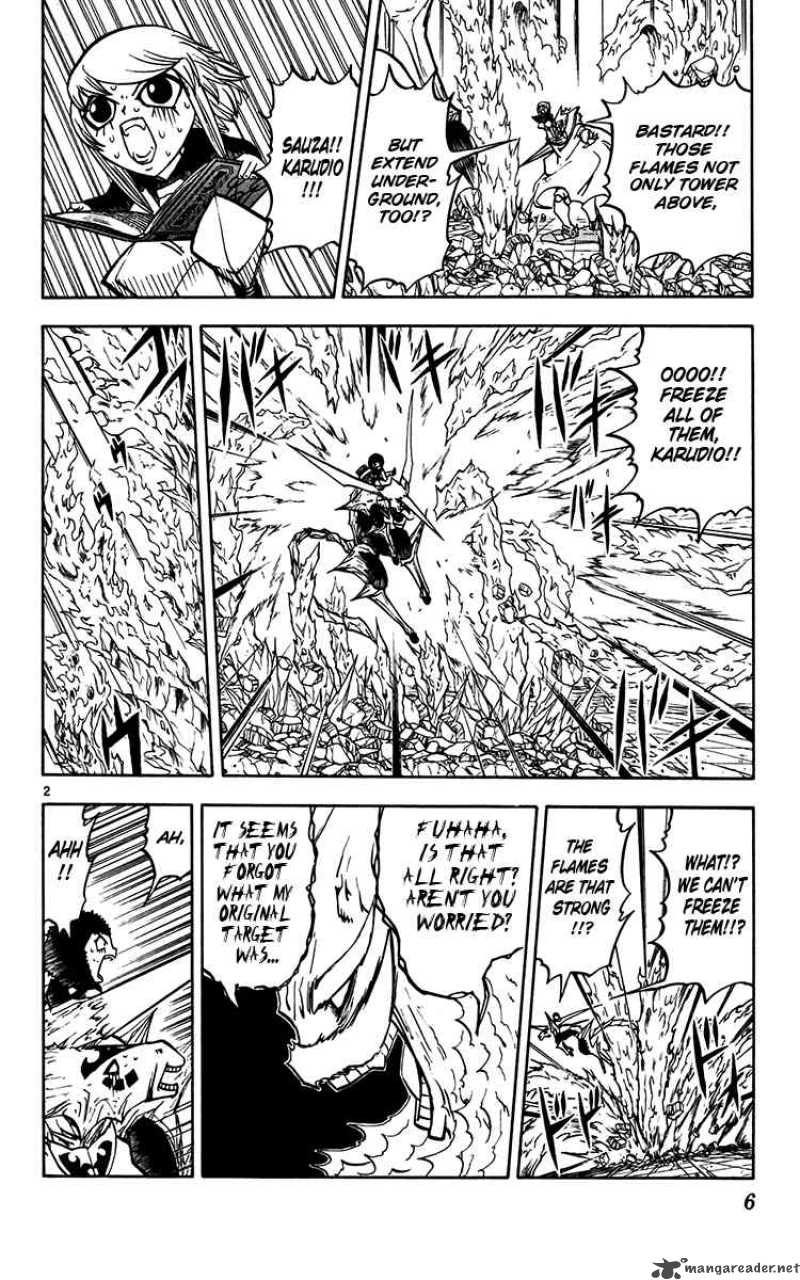 BASTARD!!
THOSE
FLAMES NOT
ONLY TOWER
ABOVE,
BUT
EXTEND
UNDER-
GROUND,
TOO!?
SAUZA!!
KARUDIO
!!!
OOOO!!
FREEZE
ALL OF
THEM,
KARUDIO!!
2
WHAT!?
WE CAN'T
FREEZE
THEM!!?
THE
FLAMES
ARE THAT
STRONG
!!?
FUHAHA,
IS THAT
ALL RIGHT?
ARENT YOU
WORRIED?
IT SEEMS
THAT YOU
FORGOT
WHAT MY
ORIGINAL
TARGET
WAS...
AH,
AHH
!!
6
mangareader.net